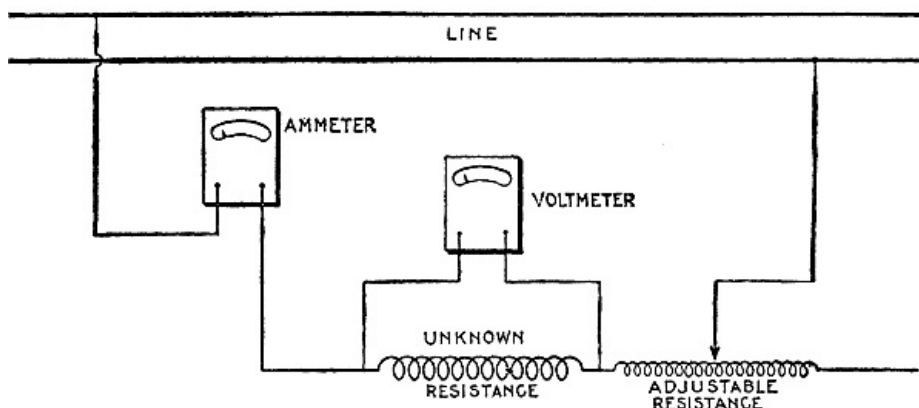 LINE
AMMETER
VOLTMETER
UNKNOWN
RESISTANCE
ADJUSTABLE
RESISTANCE